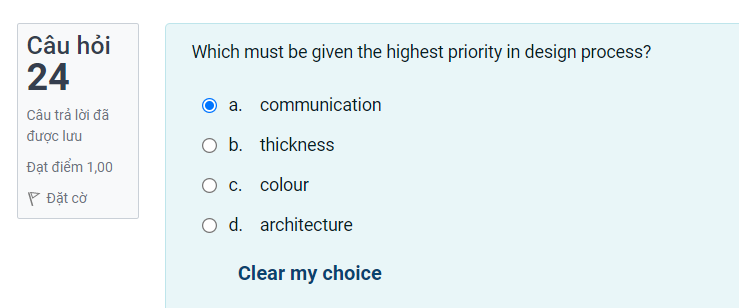 Câu hỏi
24
Câu trả lời đã
được lưu
Đạt điểm 1,00
Đặt cờ
Which must be given the highest priority in design process?
a. communication
b. thickness
c. colour
d. architecture
Clear my choice